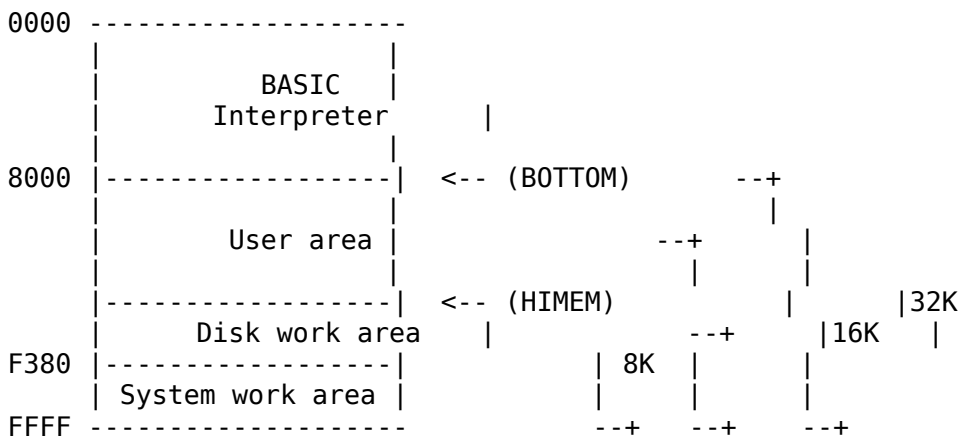 0000 --------------------
|                  |
|          BASIC   |
|       Interpreter      |
|                  |
8000 |------------------|  <-- (BOTTOM)       --+
|                  |                       |
|        User area |                --+      |
|                  |                  |      |
|------------------|  <-- (HIMEM)           |      |32K
|      Disk work area    |            --+     |16K   |
F380 |------------------|            | 8K  |      |
| System work area |            |     |      |
FFFF --------------------            --+   --+    --+